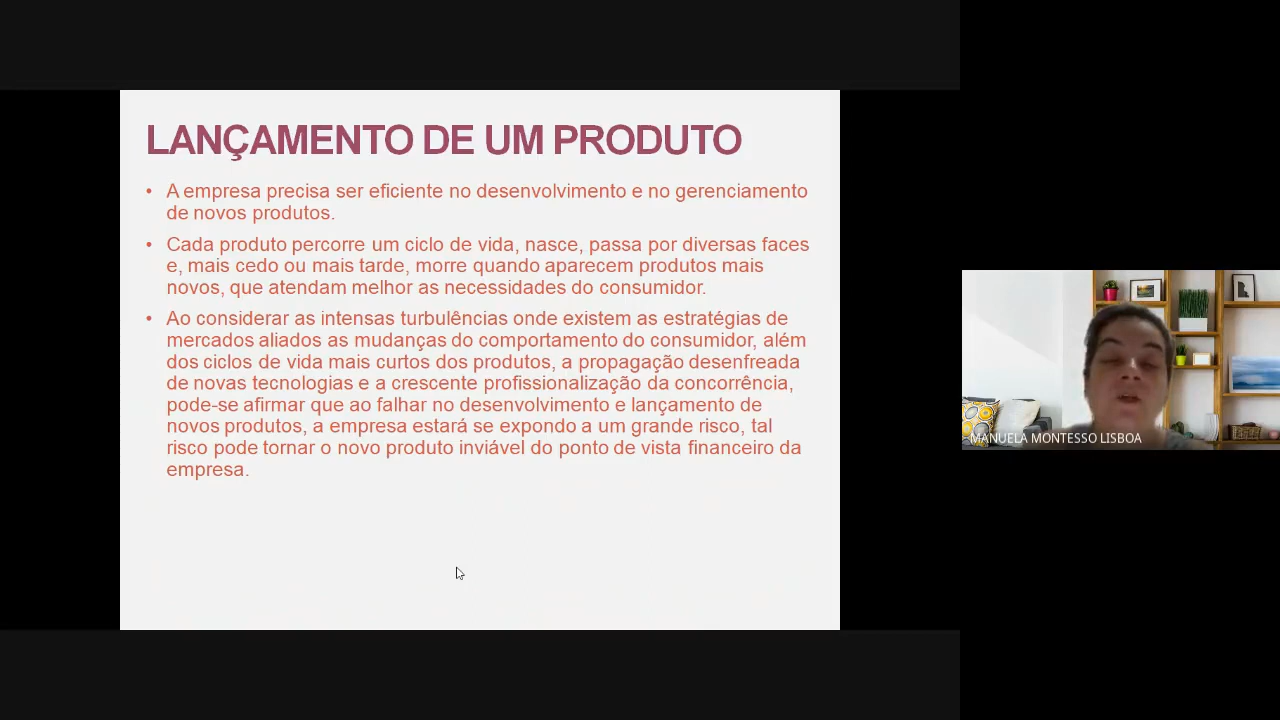 LANÇAMENTO DE UM PRODUTO
• A empresa precisa ser eficiente no desenvolvimento e no gerenciamento
de novos produtos.
• Cada produto percorre um ciclo de vida, nasce, passa por diversas faces
e, mais cedo ou mais tarde, morre quando aparecem produtos mais
novos, que atendam melhor as necessidades do consumidor.
• Ao considerar as intensas turbulências onde existem as estratégias de
mercados aliados as mudanças do comportamento do consumidor, além
dos ciclos de vida mais curtos dos produtos, a propagação desenfreada
de novas tecnologias e a crescente profissionalização da concorrência,
pode-se afirmar que ao falhar no desenvolvimento e lançamento de
novos produtos, a empresa estará se expondo a um grande risco, tal
risco pode tornar o novo produto inviável do ponto de vista financeiro da
empresa.
MANUELA MONTESSO LISBOA